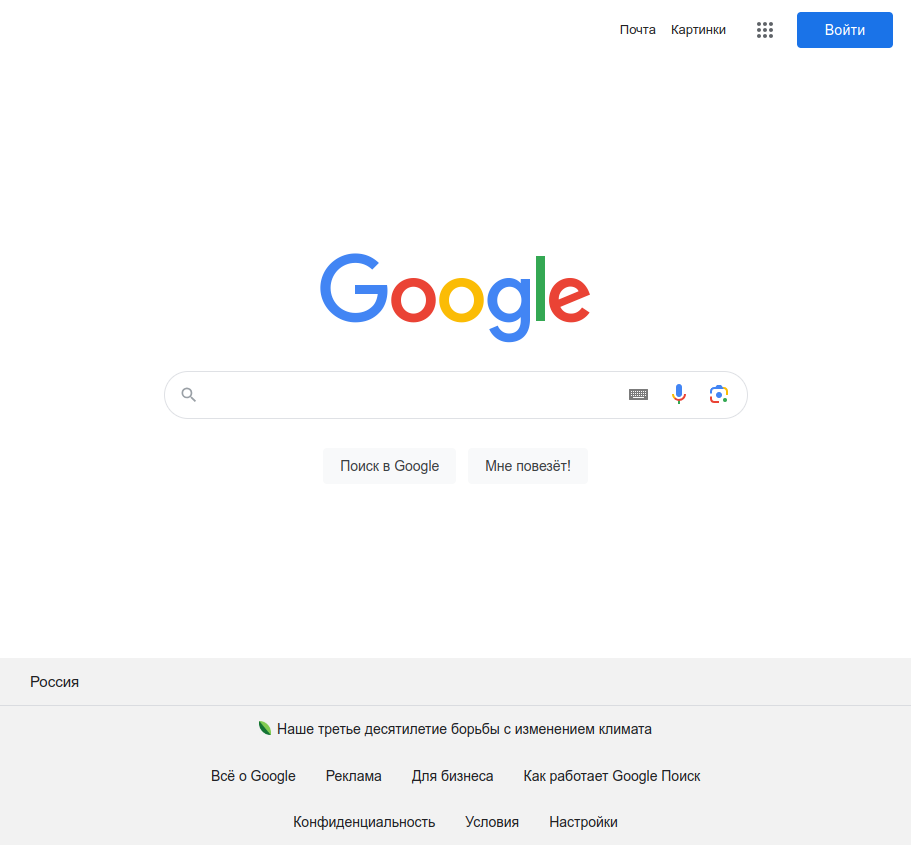 Почта Картинки Войти
Google
Поиск в Google Мне повезёт!
Россия
Наше третье десятилетие борьбы с изменением климата
Всё о Google Реклама Для бизнеса Как работает Google Поиск
Конфиденциальность Условия Настройки